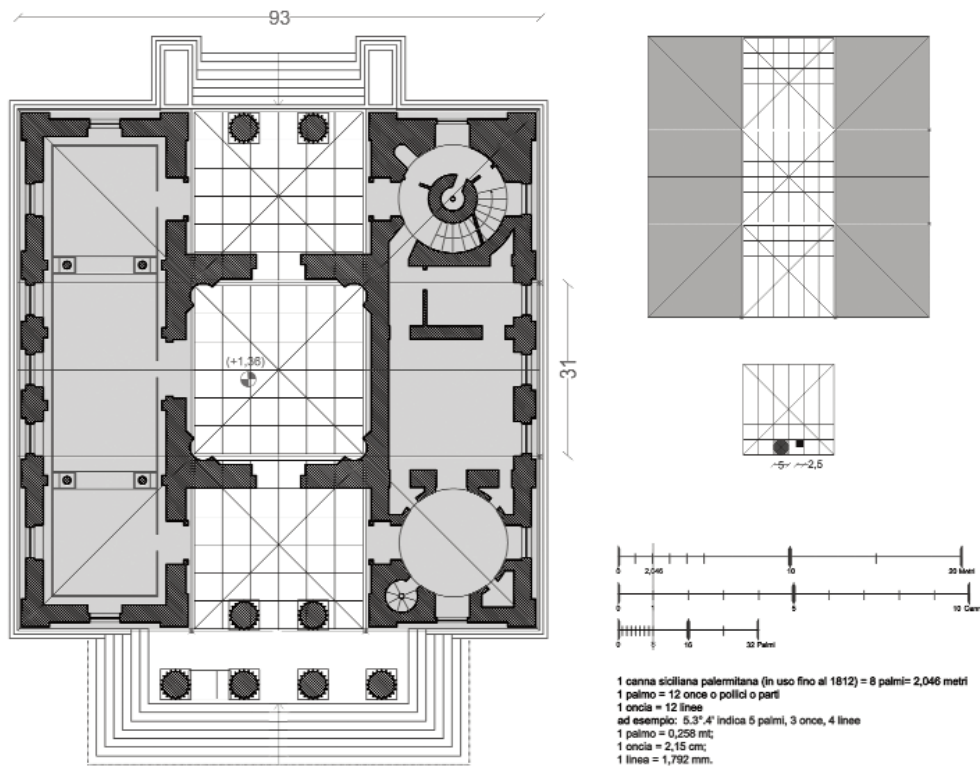 93
(+1,36)
31
5 2,5
0 2,046 10 20 Metri
0 1 5 10 Canne
0 8 16 32 Palmi
1 canna siciliana palermitana (in uso fino al 1812) = 8 palmi= 2,046 metri
1 palmo = 12 once o pollici o parti
1 oncia = 12 linee
ad esempio: 5.3°.4' indica 5 palmi, 3 once, 4 linee
1 palmo = 0,258 mt;
1 oncia = 2,15 cm;
1 linea = 1,792 mm.